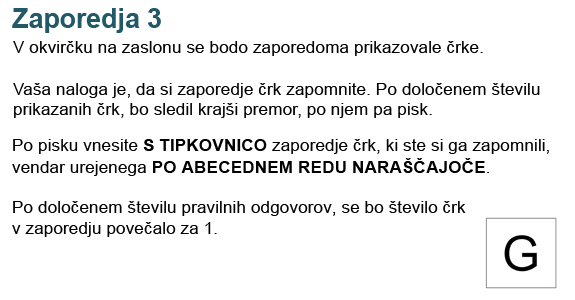 Zaporedja 3
V okvirčku na zaslonu se bodo zaporedoma prikazovale črke.
Vaša naloga je, da si zaporedje črk zapomnite. Po določenem številu
prikazanih črk, bo sledil krajši premor, po njem pa pisk.
Po pisku vnesite S TIPKOVNICO zaporedje črk, ki ste si ga zapomnili,
vendar urejenega PO ABECEDNEM REDU NARAŠČAJOČE.
Po določenem številu pravilnih odgovorov, se bo število črk
v zaporedju povečalo za 1.
G